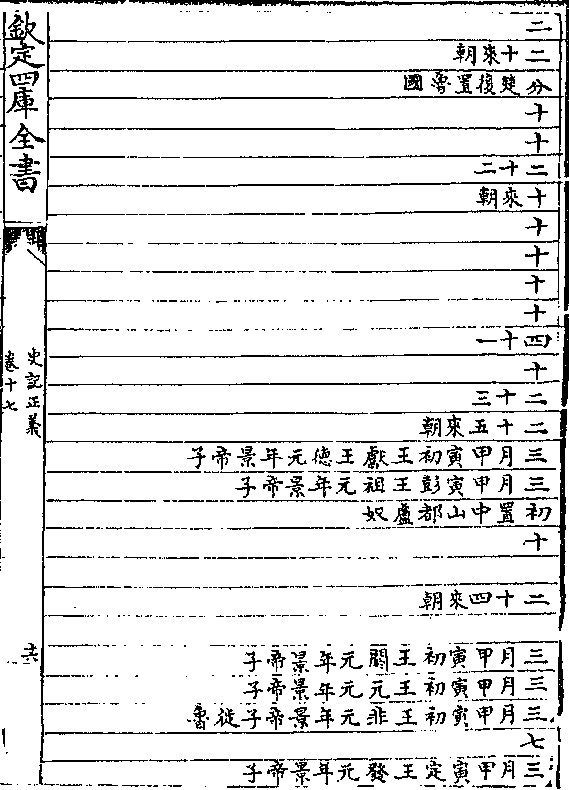 二
二十來朝
分楚復置魯國
十
十
二十二
十來朝
十
十
十
十
四十一
十
二十三
二十五來朝
三月甲寅初王獻王德元年景帝子
三月甲寅彭王祖元年景帝子
初置中山都盧奴
十
二十四來朝
三月甲寅初王閼元年景帝子
三月甲寅初王元元年景帝子
三月甲寅初王非元年景帝子徙魯
七
三月甲寅定王發元年景帝子
欽定四庫全書
史記正義
卷十七